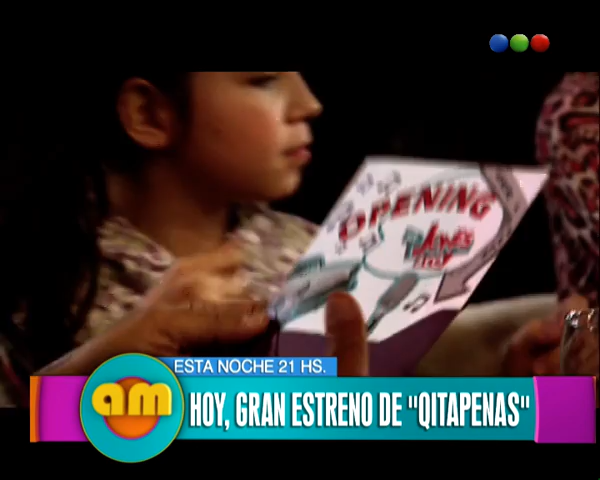 OPENING
ESTA NOCHE 21 HS.
am
HOY, GRAN ESTRENO DE "QITAPENAS"